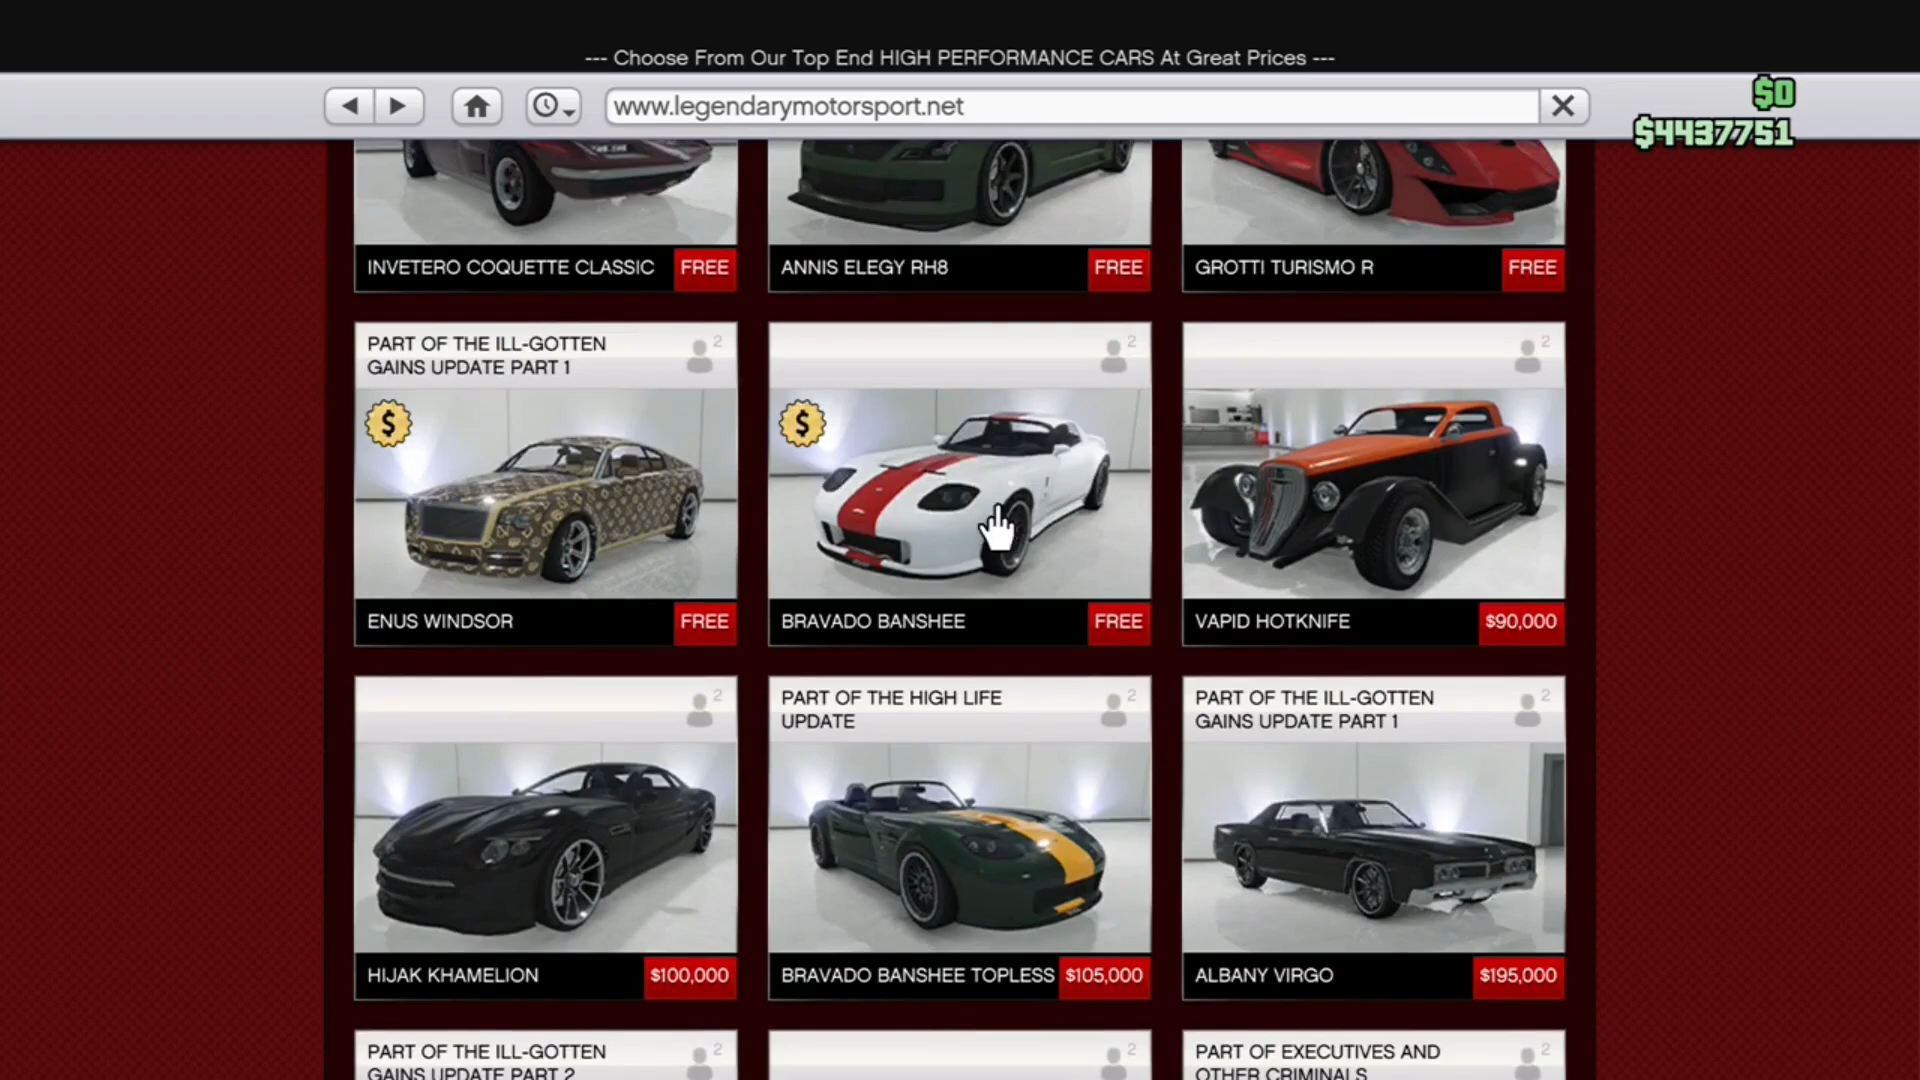 --- Choose From Our Top End HIGH PERFORMANCE CARS At Great Prices ---
www.legendarymotorsport.net
$0
$4437751
INVETERO COQUETTE CLASSIC FREE
ANNIS ELEGY RH8 FREE
GROTTI TURISMO R FREE
PART OF THE ILL-GOTTEN
GAINS UPDATE PART 1
2
$
ENUS WINDSOR FREE
2
$
BRAVADO BANSHEE FREE
2
VAPID HOTKNIFE $90,000
2
HIJAK KHAMELION $100,000
PART OF THE HIGH LIFE
UPDATE
2
BRAVADO BANSHEE TOPLESS $105,000
PART OF THE ILL-GOTTEN
GAINS UPDATE PART 1
2
ALBANY VIRGO $195,000
PART OF THE ILL-GOTTEN
GAINS UPDATE PART 2
2
2
PART OF EXECUTIVES AND
OTHER CRIMINALS
2